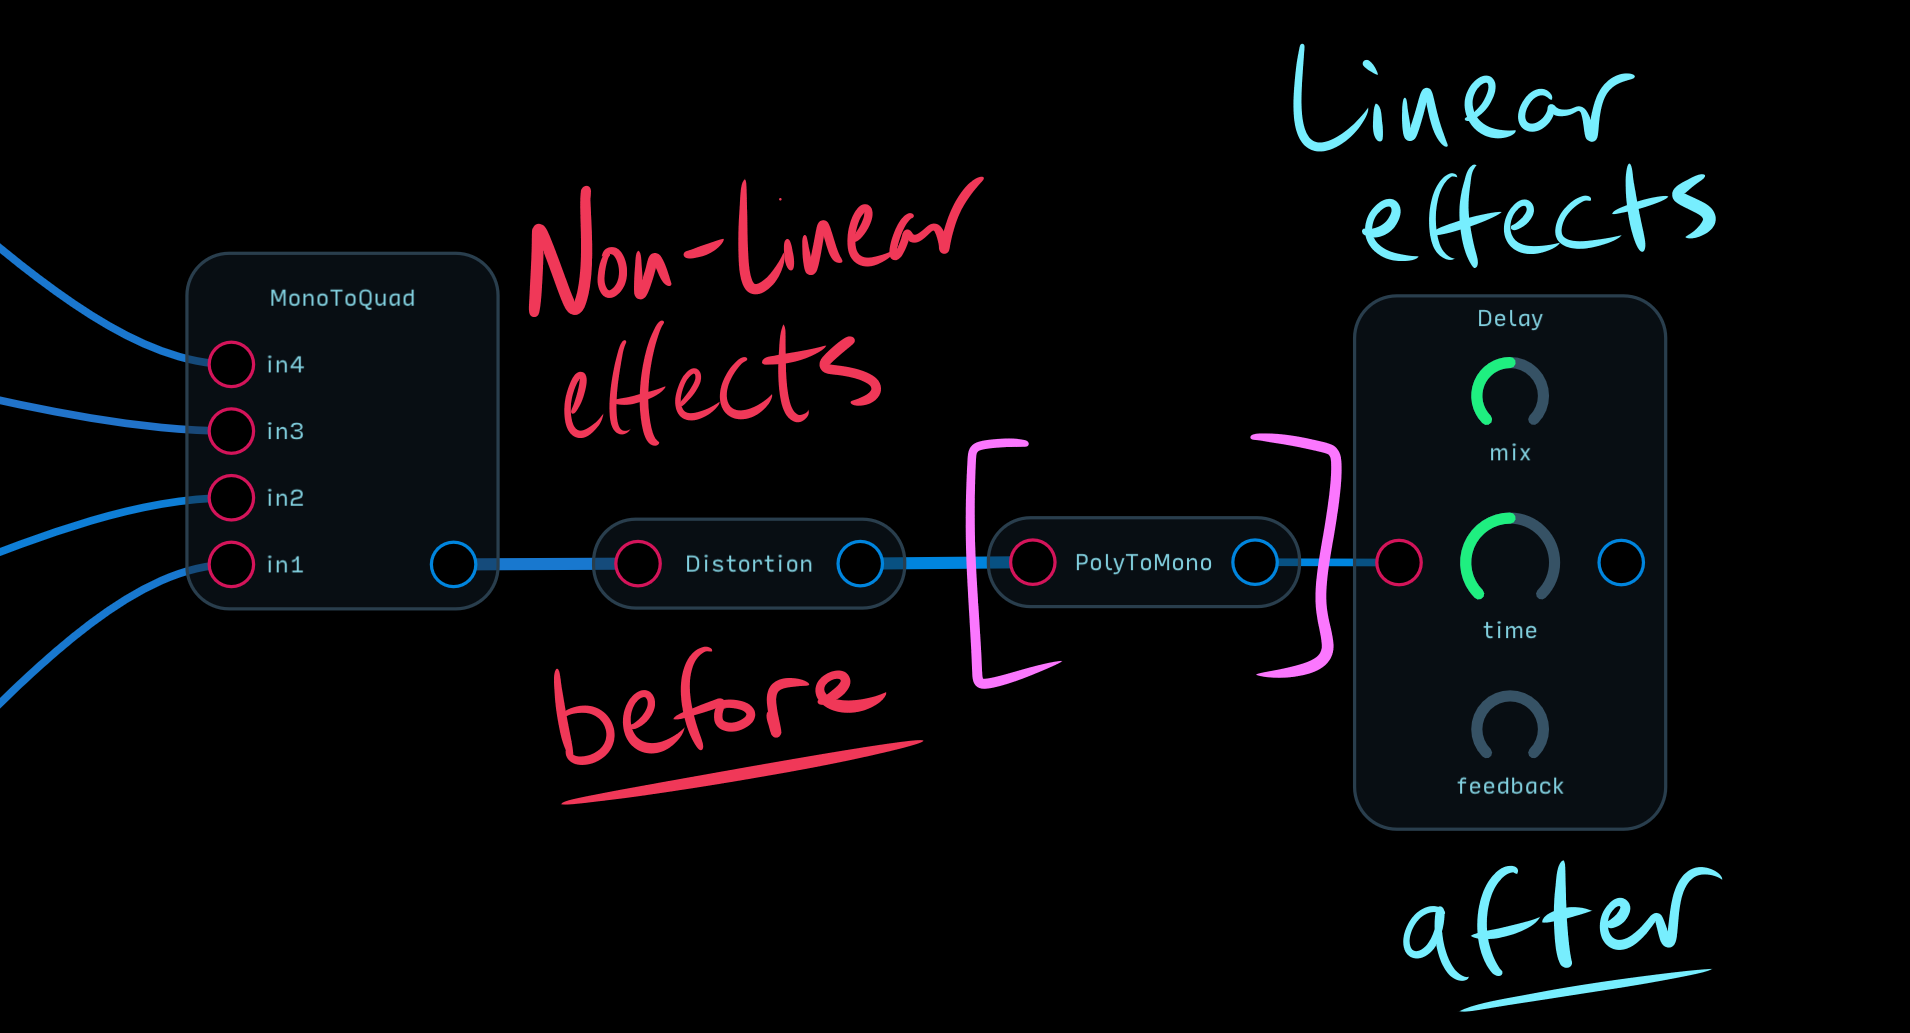 Linear
effects
Non-Linear
effects
MonoToQuad
in4
in3
in2
in1
Distortion
PolyToMono
Delay
mix
time
feedback
before
after